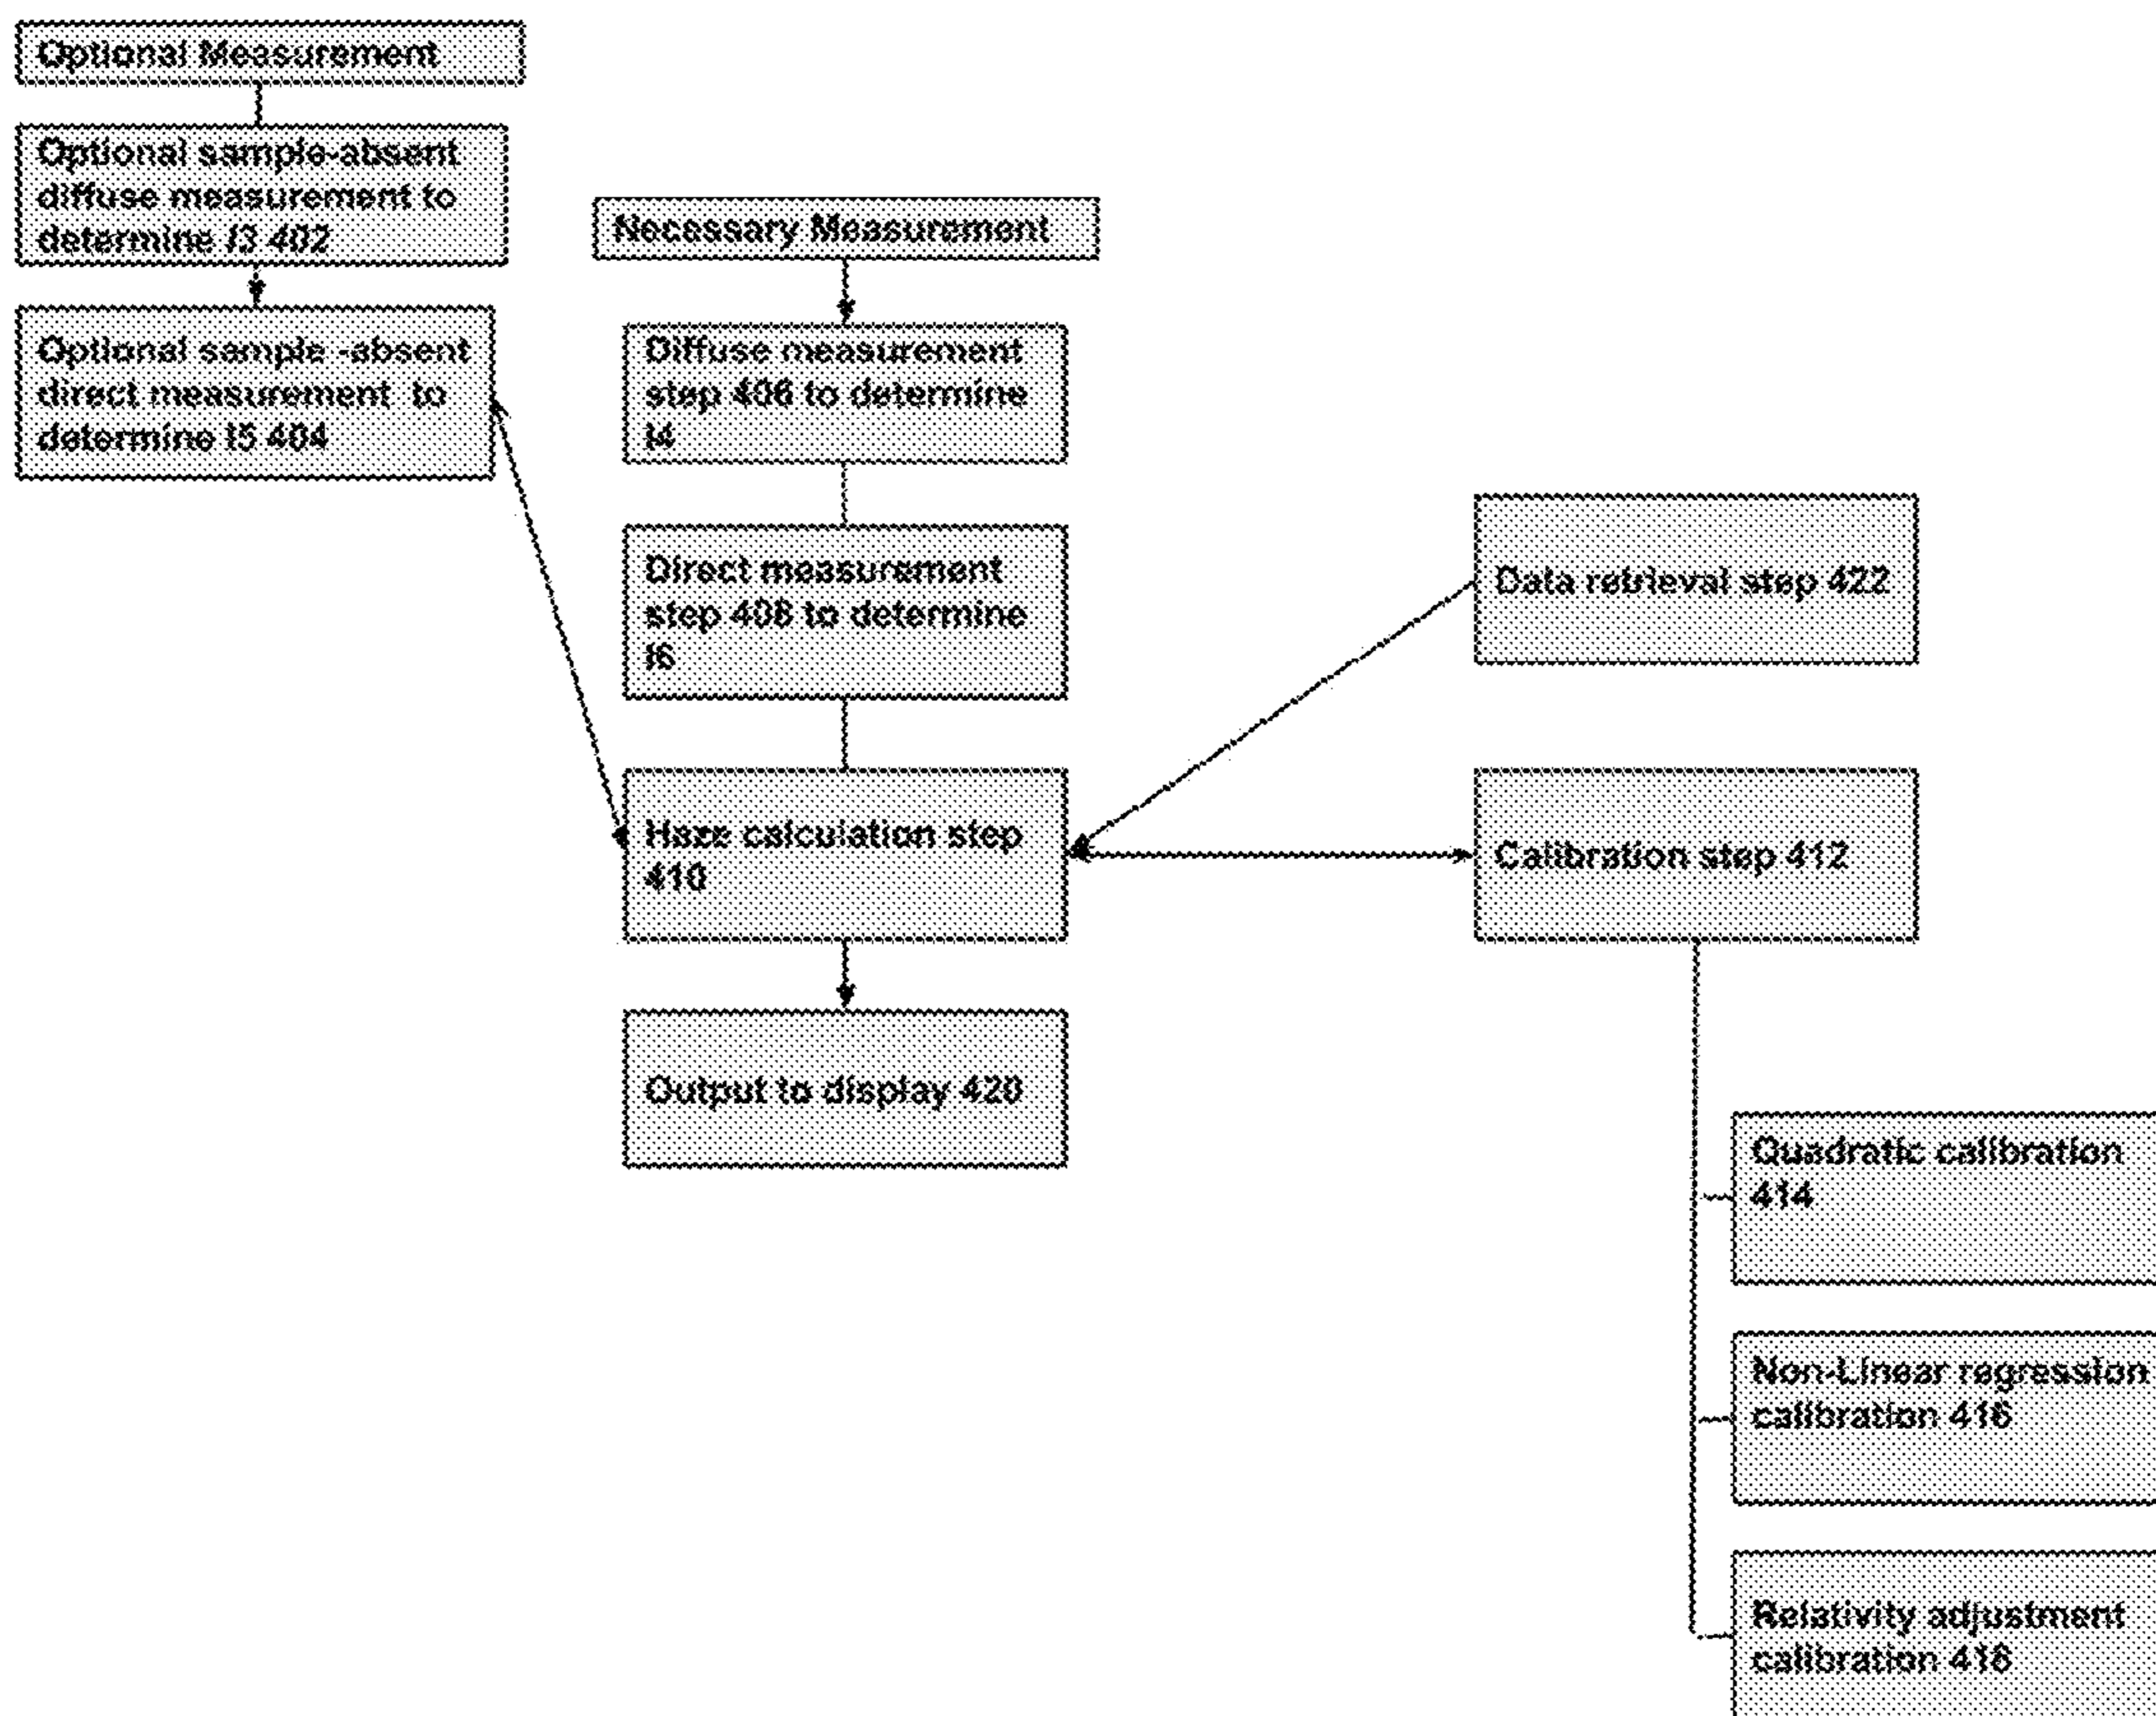 Optional Measurement
Optional sample-absent
diffuse measurement to
determine I3 402
Optional sample -absent
direct measurement to
determine I5 404
Necessary Measurement
Diffuse measurement
step 406 to determine
I4
Direct measurement
step 408 to determine
I6
Haze calculation step
410
Output to display 420
Data retrieval step 422
Calibration step 412
Quadratic calibration
414
Non-Linear regression
calibration 416
Relativity adjustment
calibration 418